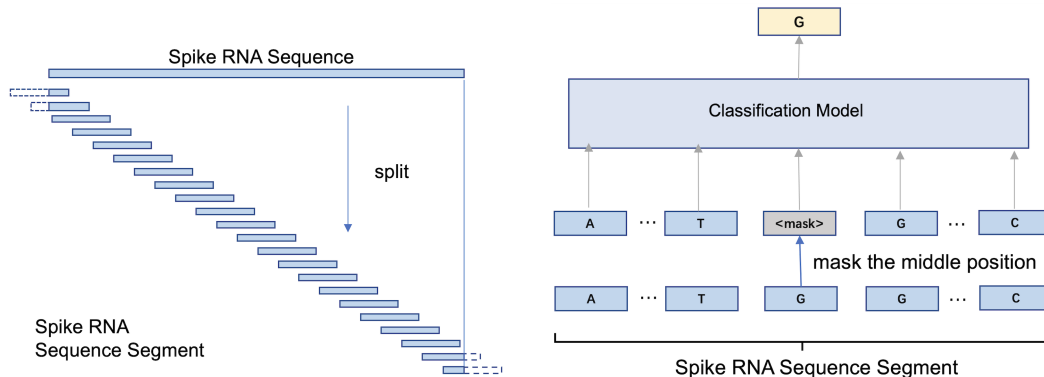 Spike RNA Sequence
split
Spike RNA
Sequence Segment
G
Classification Model
A ... T <mask> G ... C
mask the middle position
A ... T G G ... C
Spike RNA Sequence Segment